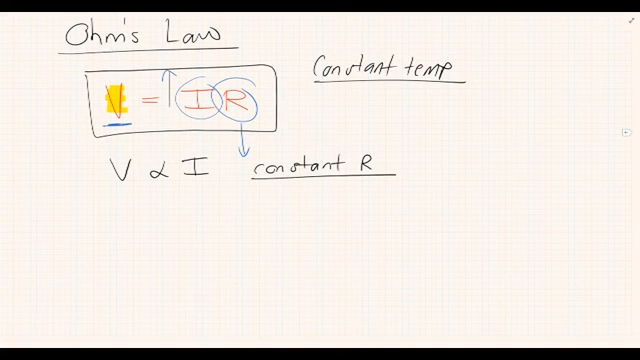 Ohm's Law
Constant temp
V = IR
V ∝ I constant R